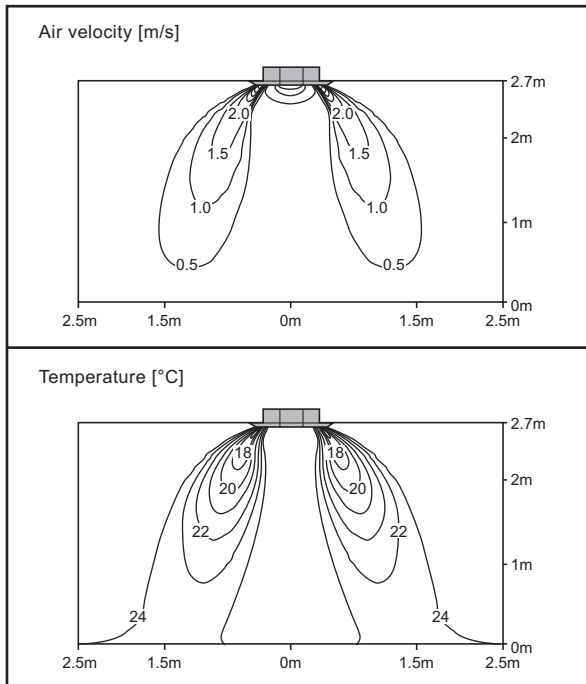 Air velocity [m/s]
2.7m
2.0 2.0
2m
1.5 1.5
1.0 1.0
1m
0.5 0.5
0m
2.5m 1.5m 0m 1.5m 2.5m
Temperature [°C]
2.7m
18 18
2m
20 20
22 22
1m
24 24
0m
2.5m 1.5m 0m 1.5m 2.5m